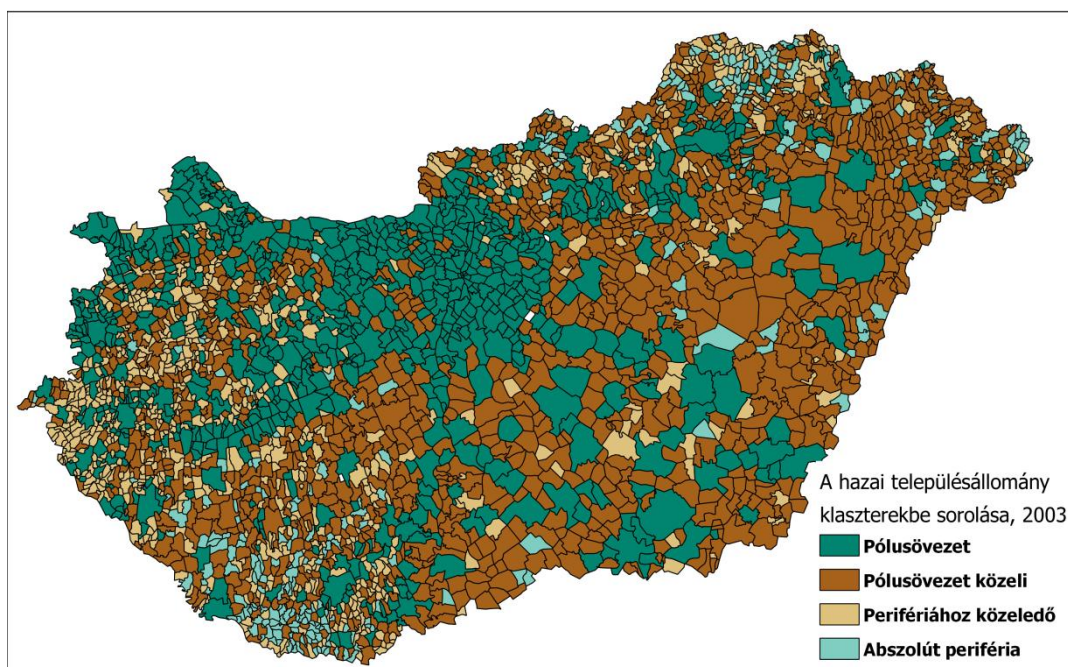 A hazai településállomány
klaszterekbe sorolása, 2003
Pólusövezet
Pólusövezet közeli
Perifériához közeledő
Abszolút periféria